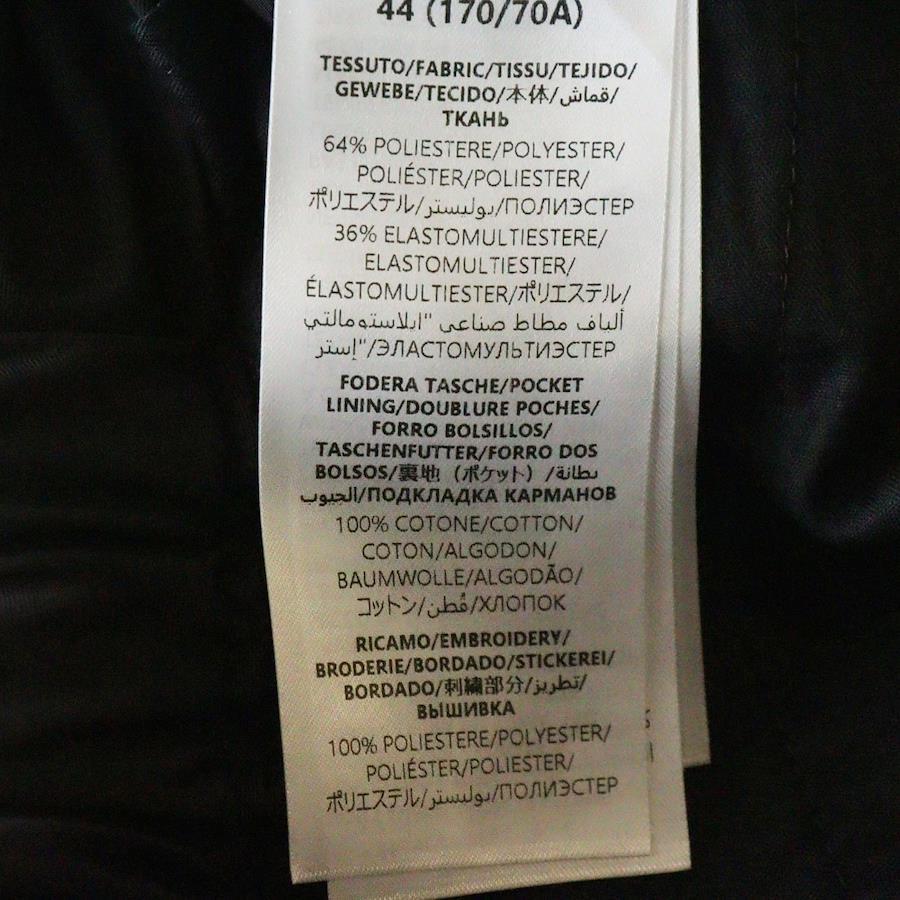 44 (170/70A)
TESSUTO/FABRIC/TISSU/TEJIDO/
GEWEBE/TECIDO/本体/قماش/
ТКАНЬ
64% POLIESTERE/POLYESTER/
POLIÉSTER/POLIESTER/
ポリエステル/بوليستر/ПОЛИЭСТЕР
36% ELASTOMULTIESTERE/
ELASTOMULTIESTER/
ÉLASTOMULTIESTER/ポリエステル/
ألياف مطاط صناعي "ايلاستومالتي
إستر"/ЭЛАСТОМУЛЬТИЭСТЕР
FODERA TASCHE/POCKET
LINING/DOUBLURE POCHES/
FORRO BOLSILLOS/
TASCHENFUTTER/FORRO DOS
BOLSOS/裏地 (ポケット) /بطانة
الجيوب/ПОДКЛАДКА КАРМАНОВ
100% COTONE/COTTON/
COTON/ALGODON/
BAUMWOLLE/ALGODÃO/
コットン/قُطن/ХЛОПОК
RICAMO/EMBROIDERY/
BRODERIE/BORDADO/STICKEREI/
BORDADO/刺繍部分/تطريز/
ВЫШИВКА
100% POLIESTERE/POLYESTER/
POLIÉSTER/POLIESTER/
ポリエステル/بوليستر/ПОЛИЭСТЕР